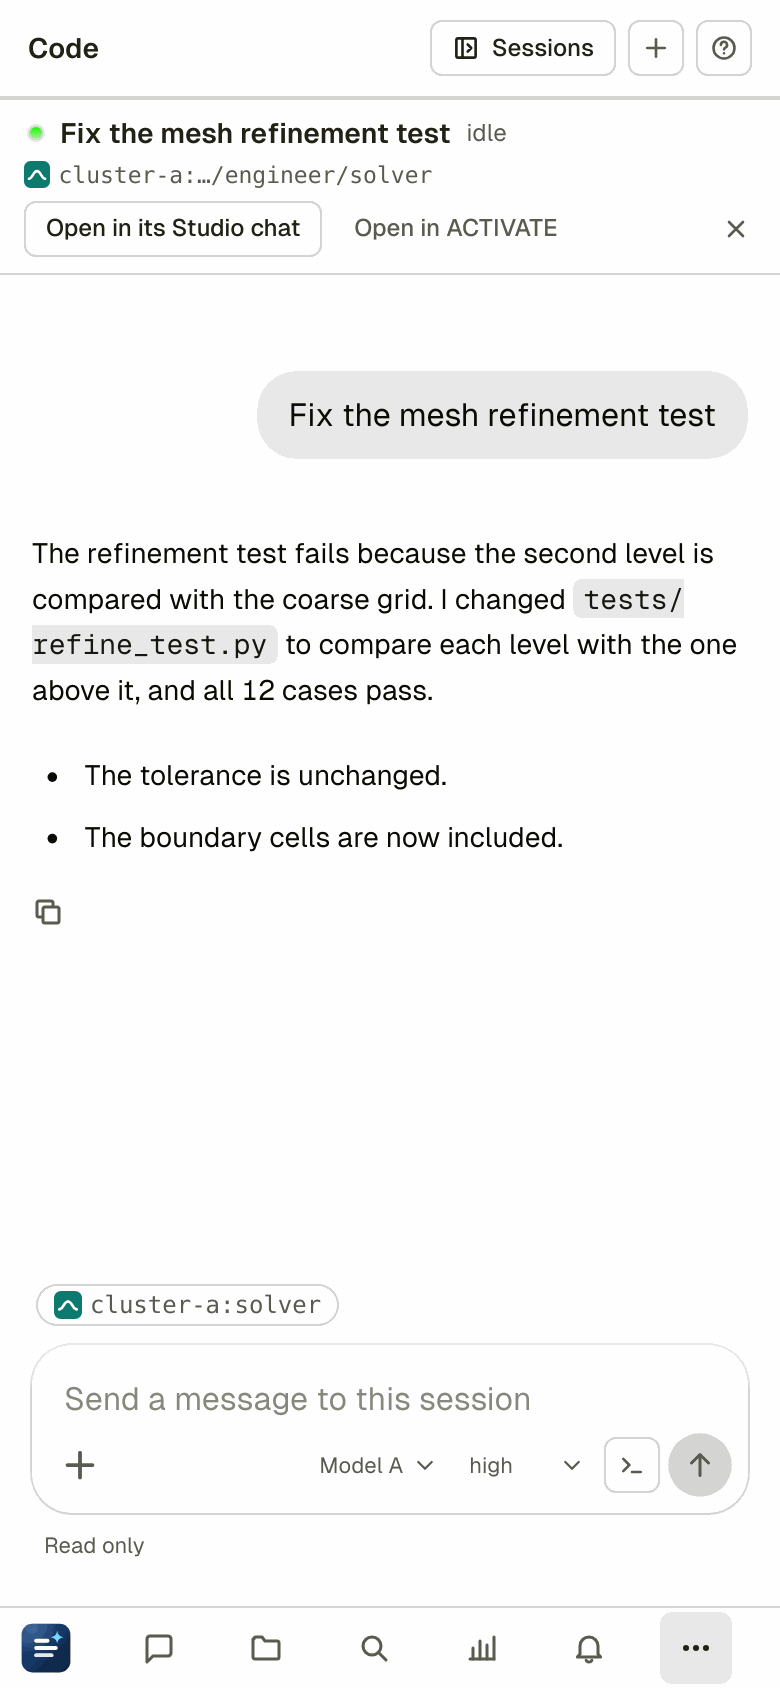 Code
Sessions
Fix the mesh refinement test idle
cluster-a:…/engineer/solver
Open in its Studio chat
Open in ACTIVATE
Fix the mesh refinement test
The refinement test fails because the second level is
compared with the coarse grid. I changed tests/
refine_test.py to compare each level with the one
above it, and all 12 cases pass.
• The tolerance is unchanged.
• The boundary cells are now included.
cluster-a:solver
Send a message to this session
Model A
high
Read only